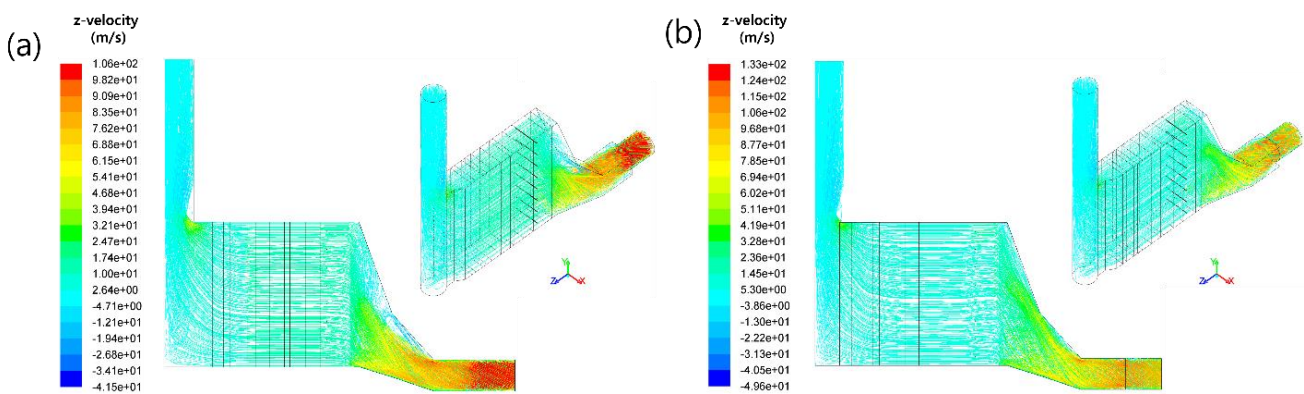 (a)
z-velocity
(m/s)
1.06e+02
9.82e+01
9.09e+01
8.35e+01
7.62e+01
6.88e+01
6.15e+01
5.41e+01
4.68e+01
3.94e+01
3.21e+01
2.47e+01
1.74e+01
1.00e+01
2.64e+00
-4.71e+00
-1.21e+01
-1.94e+01
-2.68e+01
-3.41e+01
-4.15e+01
Y
Z
X
(b)
z-velocity
(m/s)
1.33e+02
1.24e+02
1.15e+02
1.06e+02
9.68e+01
8.77e+01
7.85e+01
6.94e+01
6.02e+01
5.11e+01
4.19e+01
3.28e+01
2.36e+01
1.45e+01
5.30e+00
-3.86e+00
-1.30e+01
-2.22e+01
-3.13e+01
-4.05e+01
-4.96e+01
Y
Z
X